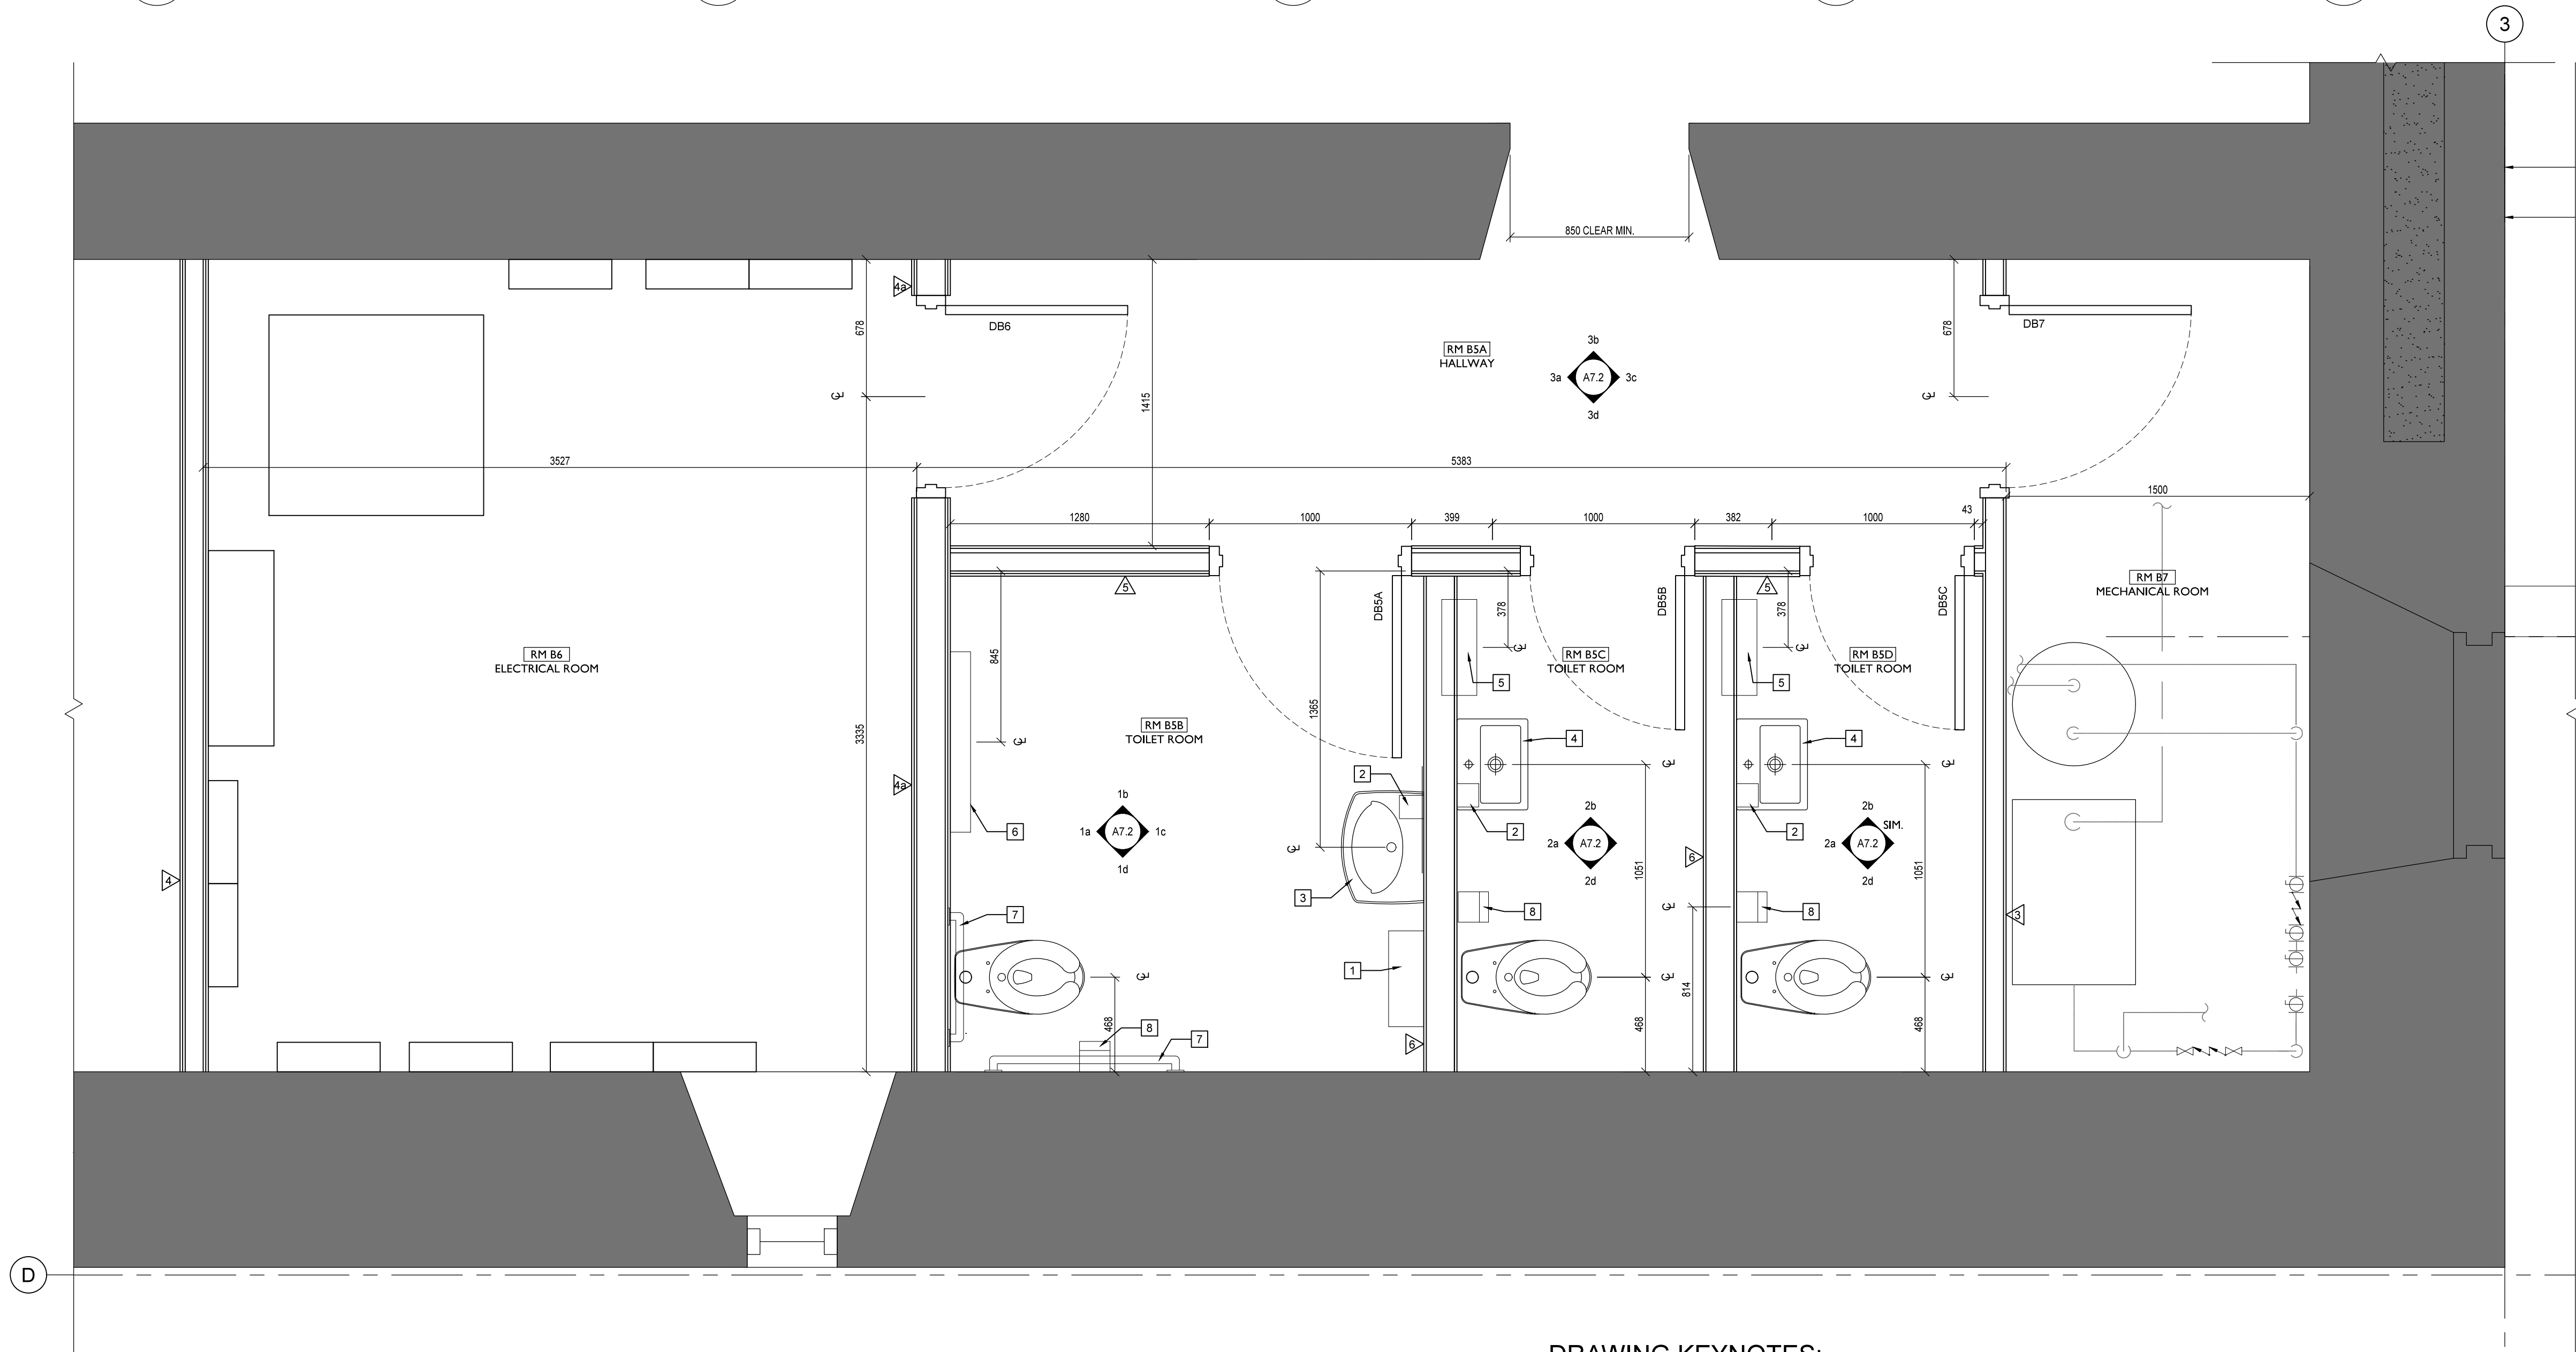 3
850 CLEAR MIN.
4a
678
DB6
1415
RM B5A
HALLWAY
3b
3a
A7.2
3c
3d
678
DB7
3527
5383
1500
1280
1000
399
1000
382
1000
43
5
5
DB5A
DB5B
DB5C
378
378
RM B7
MECHANICAL ROOM
845
1365
RM B6
ELECTRICAL ROOM
RM B5C
TOILET ROOM
RM B5D
TOILET ROOM
5
5
3335
RM B5B
TOILET ROOM
4
4
2
4a
1b
1a
A7.2
1c
1d
6
2
2
2b
2a
A7.2
2d
2b
SIM.
2a
A7.2
2d
6
1051
1051
4
3
7
8
8
3
1
814
468
8
7
468
468
6
D
DRAWING KEYNOTES: